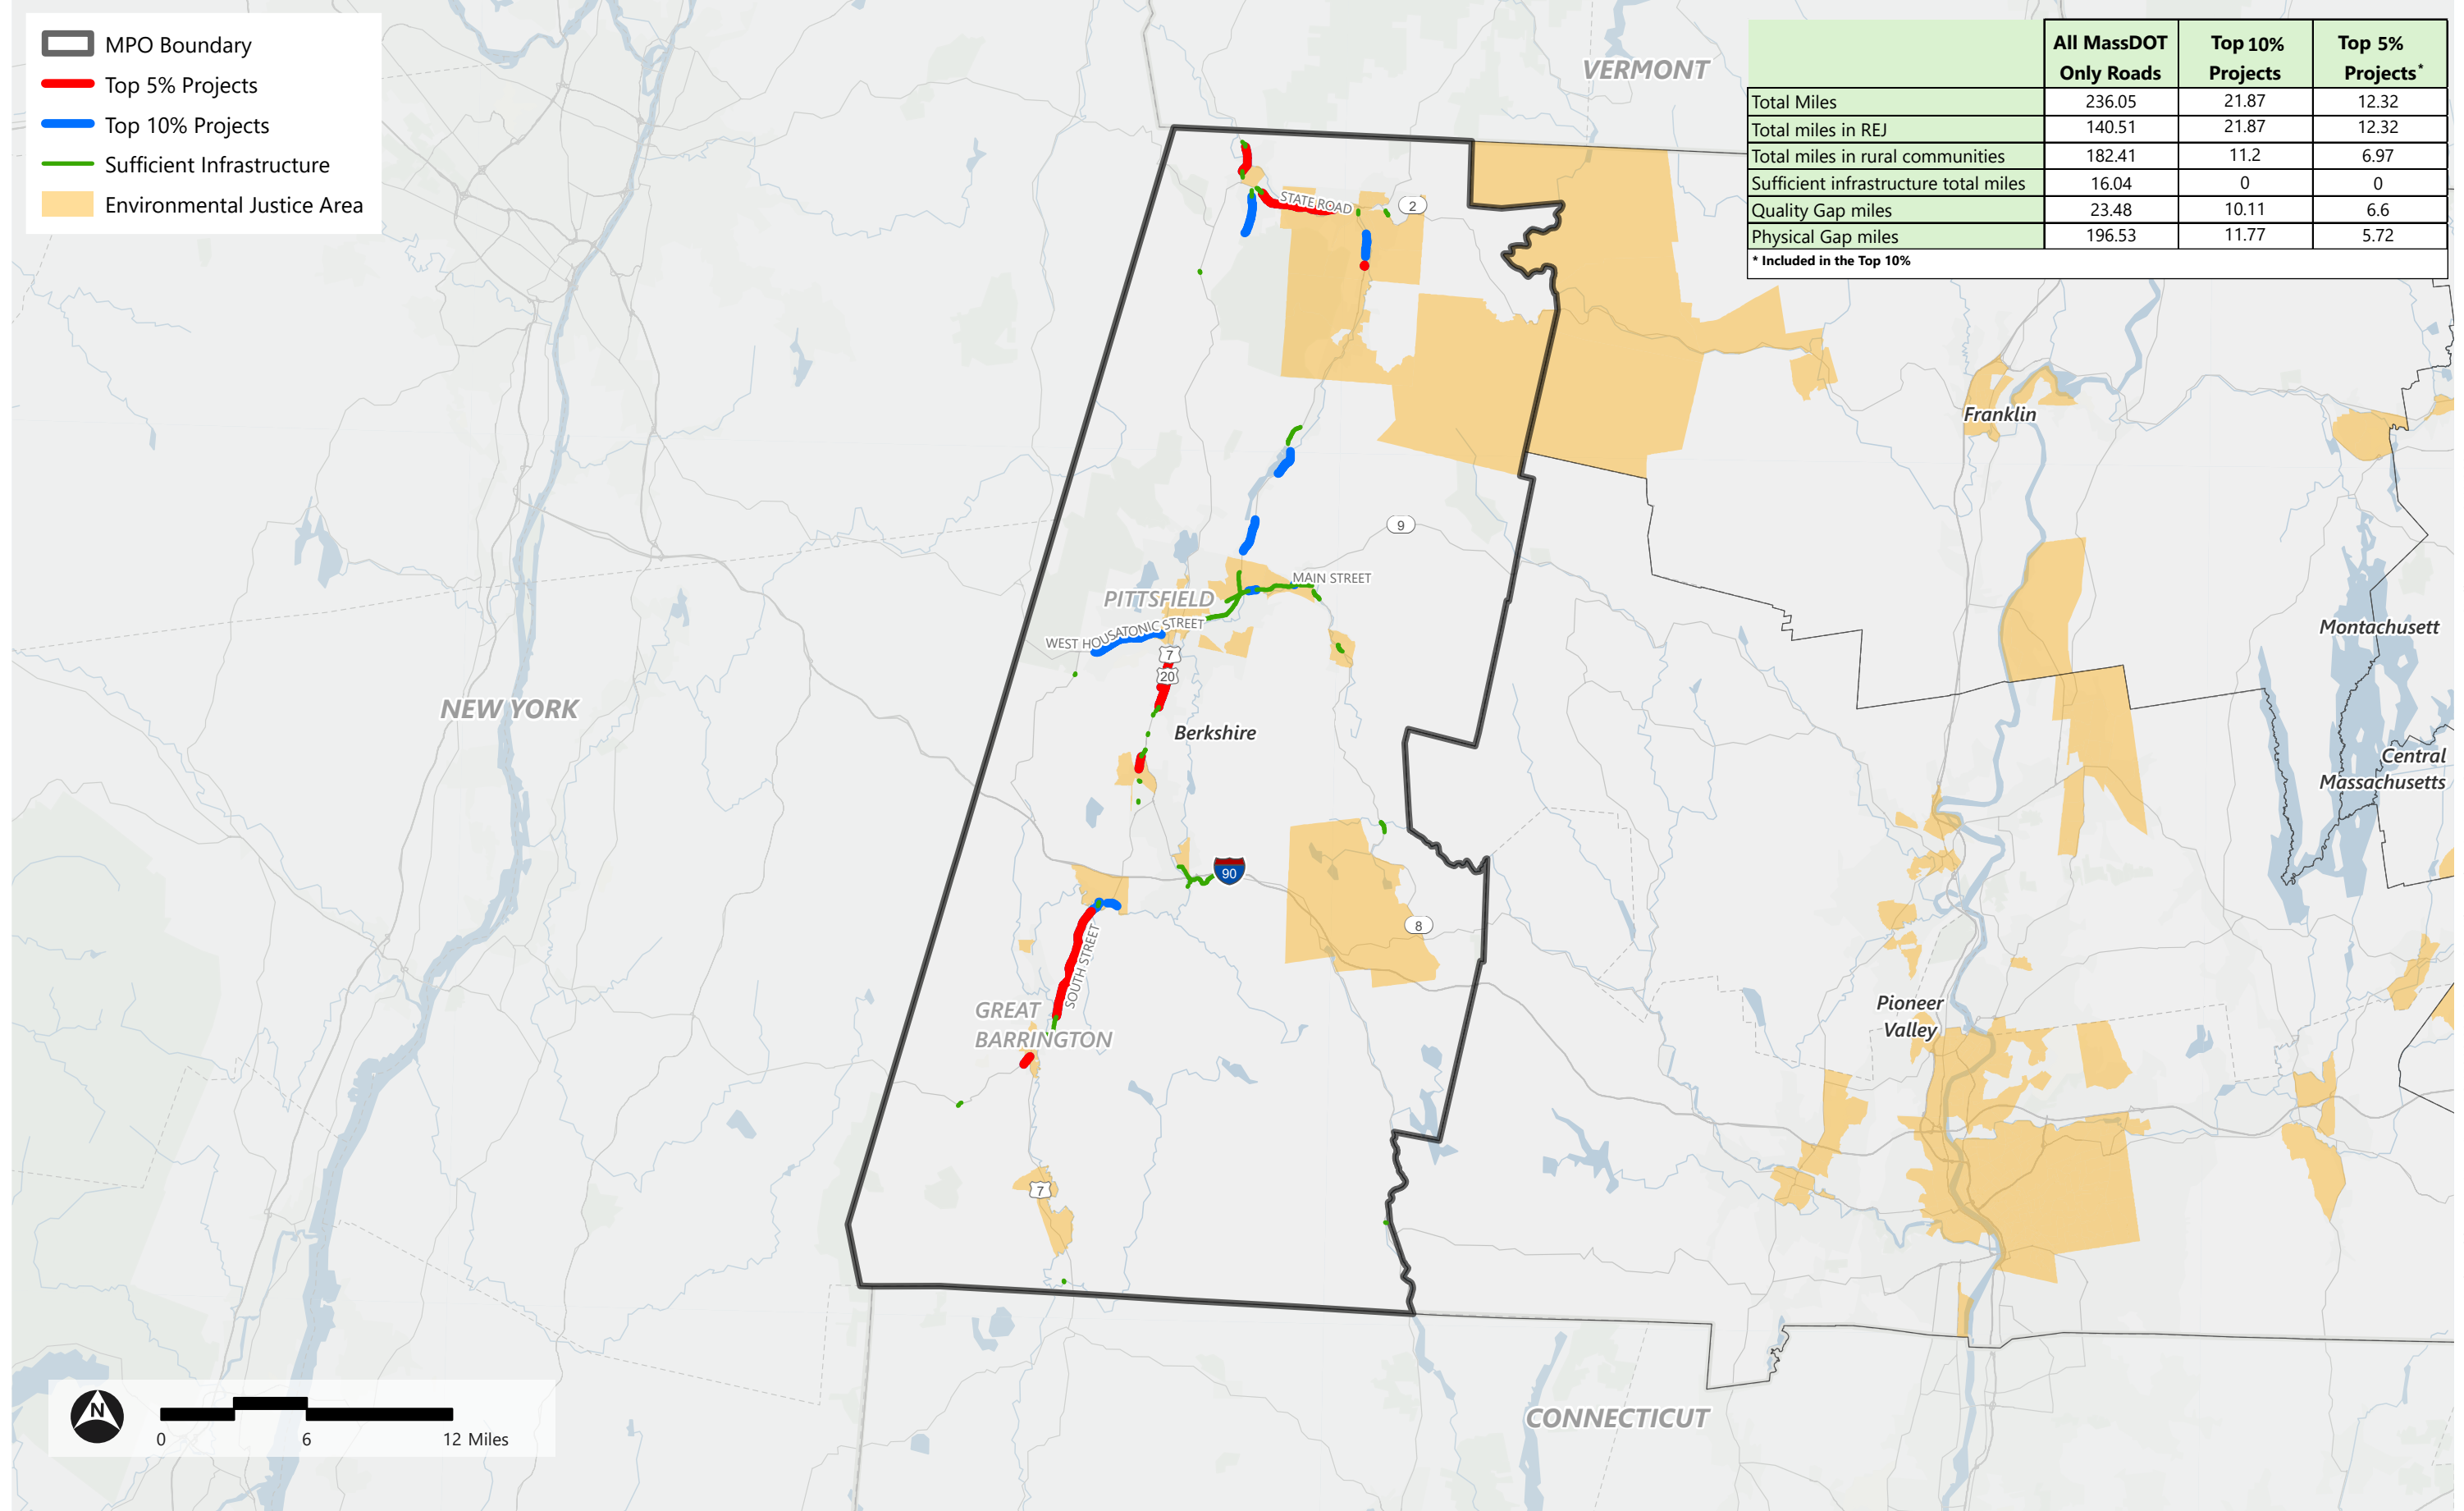 MPO Boundary
Top 5% Projects
Top 10% Projects
Sufficient Infrastructure
Environmental Justice Area
All MassDOT Only Roads | Top 10% Projects | Top 5% Projects*
Total Miles | 236.05 | 21.87 | 12.32
Total miles in REJ | 140.51 | 21.87 | 12.32
Total miles in rural communities | 182.41 | 11.2 | 6.97
Sufficient infrastructure total miles | 16.04 | 0 | 0
Quality Gap miles | 23.48 | 10.11 | 6.6
Physical Gap miles | 196.53 | 11.77 | 5.72
* Included in the Top 10%
VERMONT
STATE ROAD
2
Franklin
9
MAIN STREET
PITTSFIELD
WEST HOUSATONIC STREET
7
20
Montachusett
NEW YORK
Berkshire
Central
Massachusetts
90
8
SOUTH STREET
GREAT
BARRINGTON
Pioneer
Valley
7
CONNECTICUT
N
0 6 12 Miles